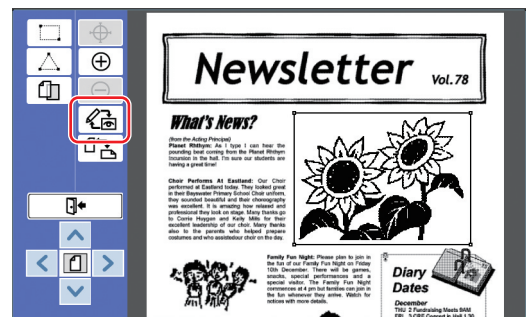 Newsletter Vol. 78
What's News?
(from the Acting Principal)
Planet Rhthym: As I type I can hear the
pounding beat coming from the Planet Rhthym
incursion in the hall. I'm sure our students are
having a great time!
Choir Performs At Eastland: Our Choir
performed at Eastland today. They looked great
in their Bayswater Primary School Choir uniform,
they sounded beautiful and their choreography
was excellent. It is amazing how relaxed and
professional they look on stage. Many thanks go
to Corrie Huygen and Kelly Mills for their
excellent leadership of our choir. Many thanks
also to the parents who helped prepare
costumes and who assistedour choir on the day.
Family Fun Night: Please plan to join in
the fun of our Family Fun Night on Friday
10th December. There will be games,
snacks, special performances and a
special visitor. The Family Fun Night
commences at 4 pm but families can join in
the fun whenever they arrive. Watch for
notices with more details.
Diary
Dates
December
THU 2 Fundraising Meets 8AM